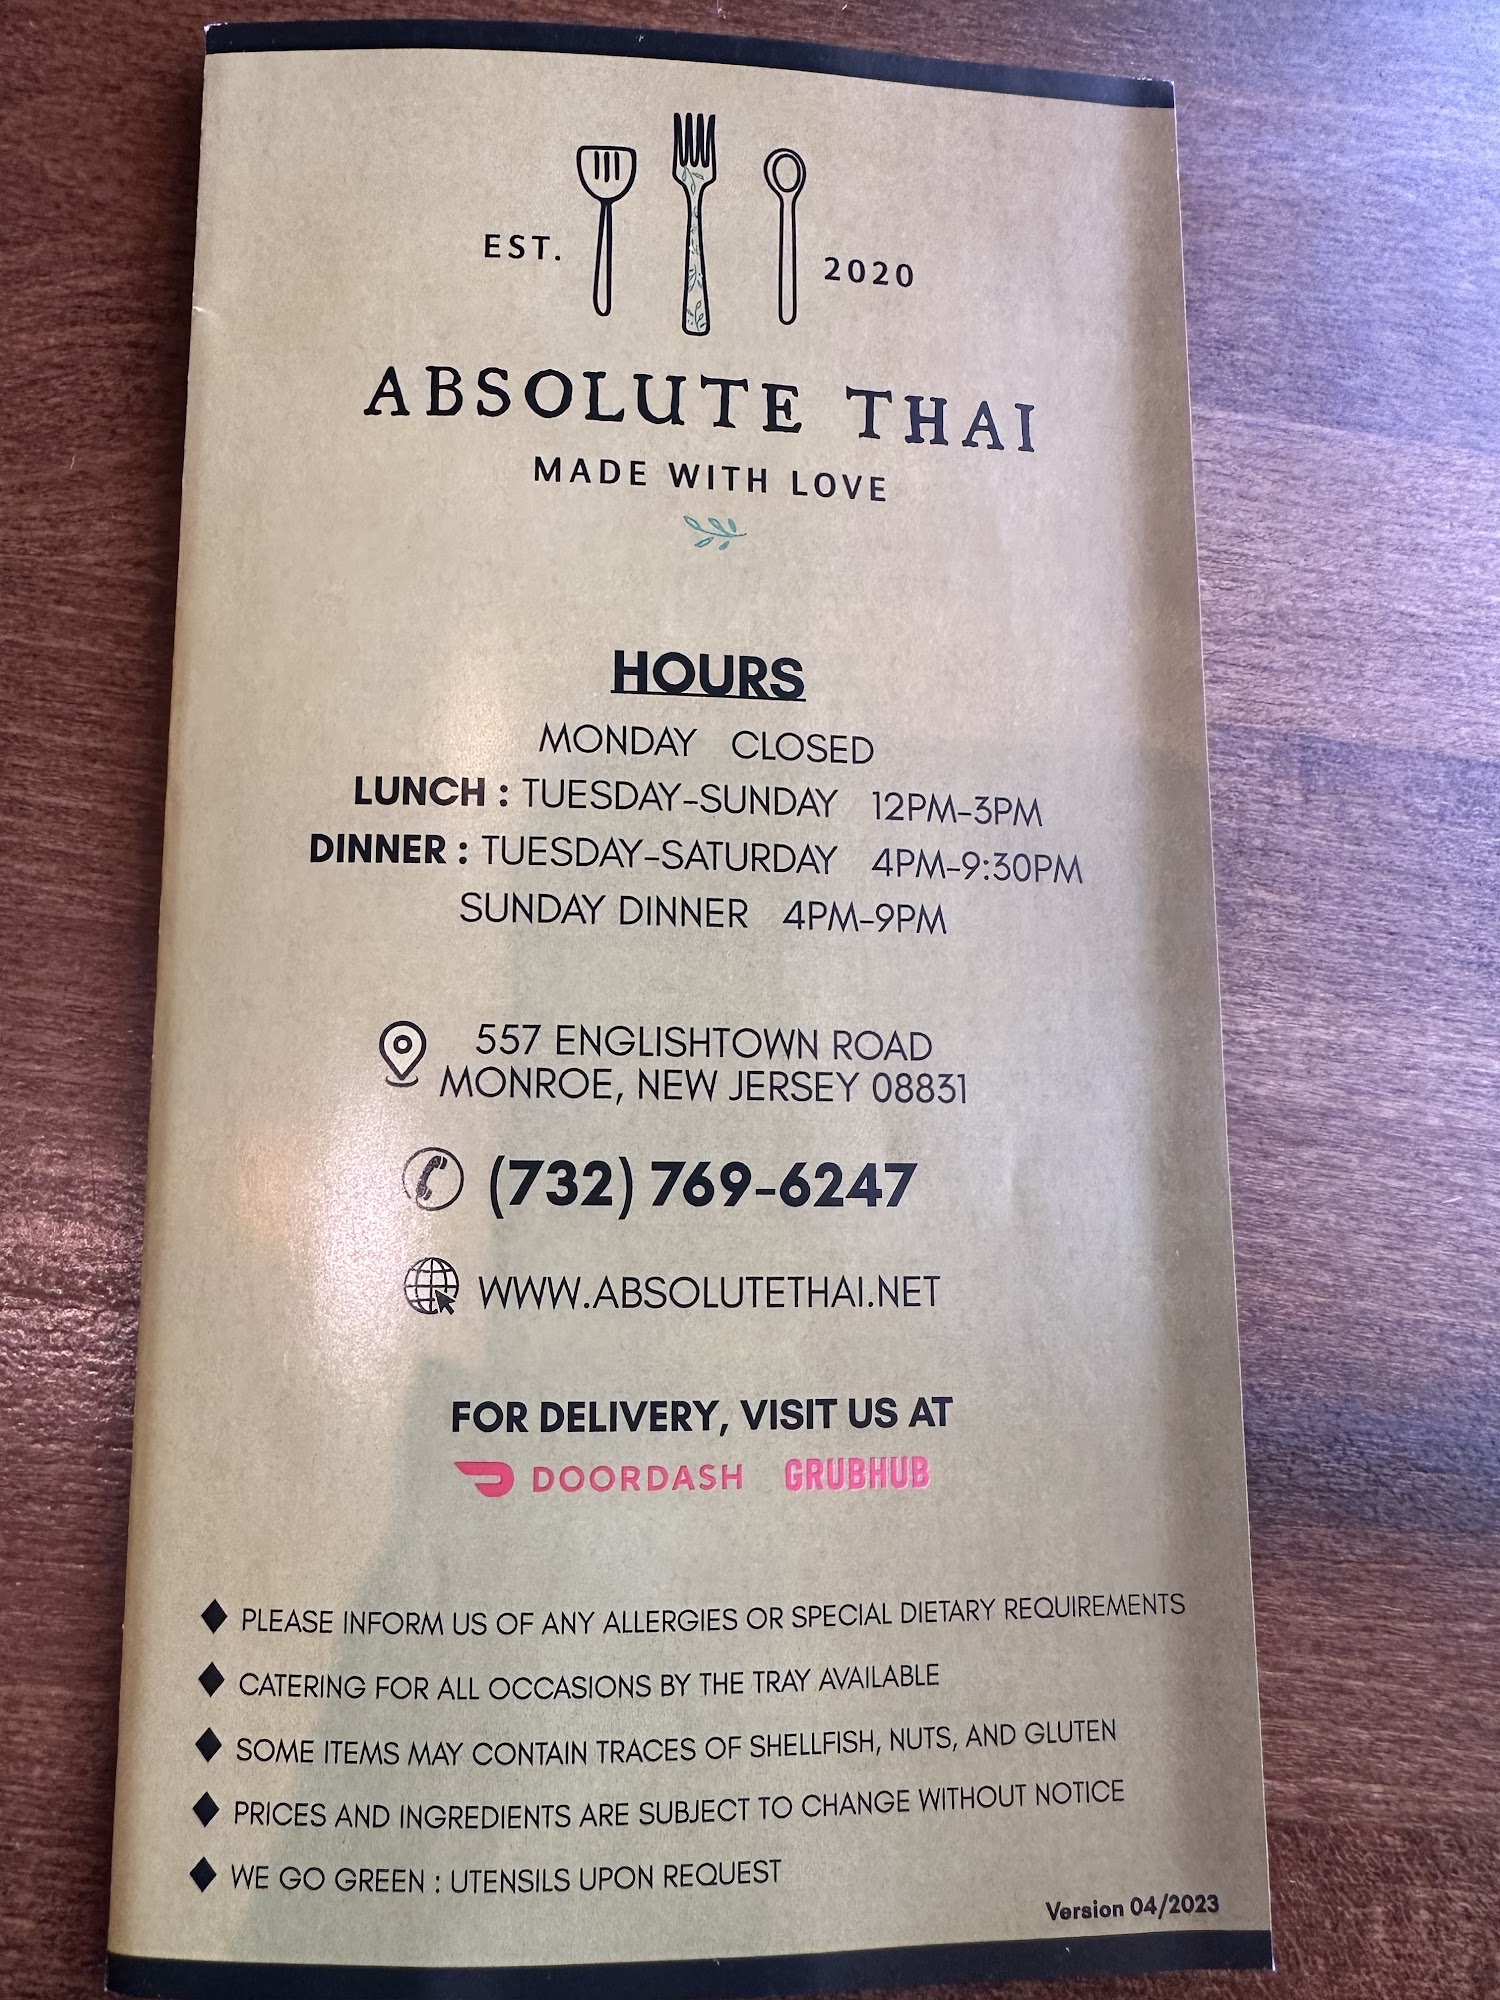 EST. 2020
ABSOLUTE THAI
MADE WITH LOVE
HOURS
MONDAY CLOSED
LUNCH : TUESDAY-SUNDAY 12PM-3PM
DINNER : TUESDAY-SATURDAY 4PM-9:30PM
SUNDAY DINNER 4PM-9PM
557 ENGLISHTOWN ROAD
MONROE, NEW JERSEY 08831
(732) 769-6247
WWW.ABSOLUTETHAI.NET
FOR DELIVERY, VISIT US AT
DOORDASH GRUBHUB
♦ PLEASE INFORM US OF ANY ALLERGIES OR SPECIAL DIETARY REQUIREMENTS
♦ CATERING FOR ALL OCCASIONS BY THE TRAY AVAILABLE
♦ SOME ITEMS MAY CONTAIN TRACES OF SHELLFISH, NUTS, AND GLUTEN
♦ PRICES AND INGREDIENTS ARE SUBJECT TO CHANGE WITHOUT NOTICE
♦ WE GO GREEN : UTENSILS UPON REQUEST
Version 04/2023